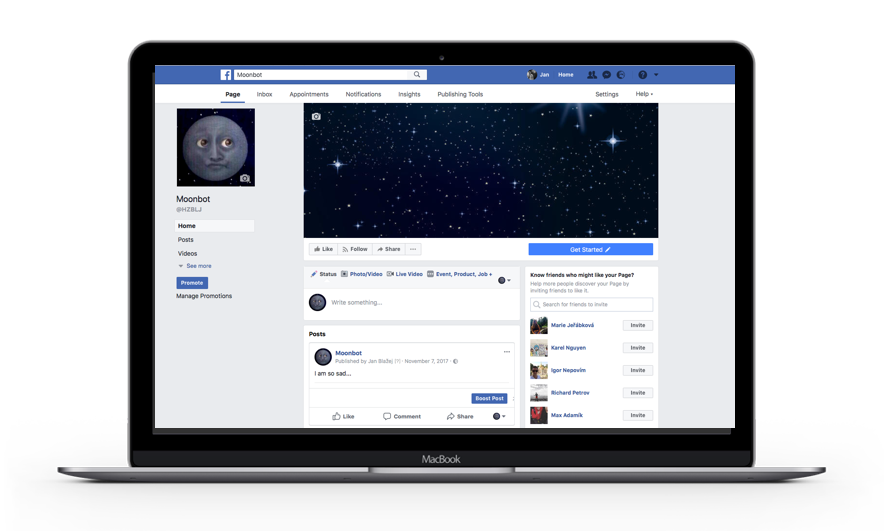 Moonbot
Jan
Home
Page
Inbox
Appointments
Notifications
Insights
Publishing Tools
Settings
Help
Moonbot
@HZBLJ
Home
Posts
Videos
See more
Promote
Manage Promotions
Like
Follow
Share
Get Started
Status
Photo/Video
Live Video
Event, Product, Job +
Write something...
Posts
Moonbot
Published by Jan Blažej [?] · November 7, 2017 ·
I am so sad...
Boost Post
Like
Comment
Share
Know friends who might like your Page?
Help more people discover your Page by
inviting friends to like it.
Search for friends to invite
Marie Jeřábková
Invite
Karel Nguyen
Invite
Igor Nepovím
Invite
Richard Petrov
Invite
Max Adamík
Invite
MacBook